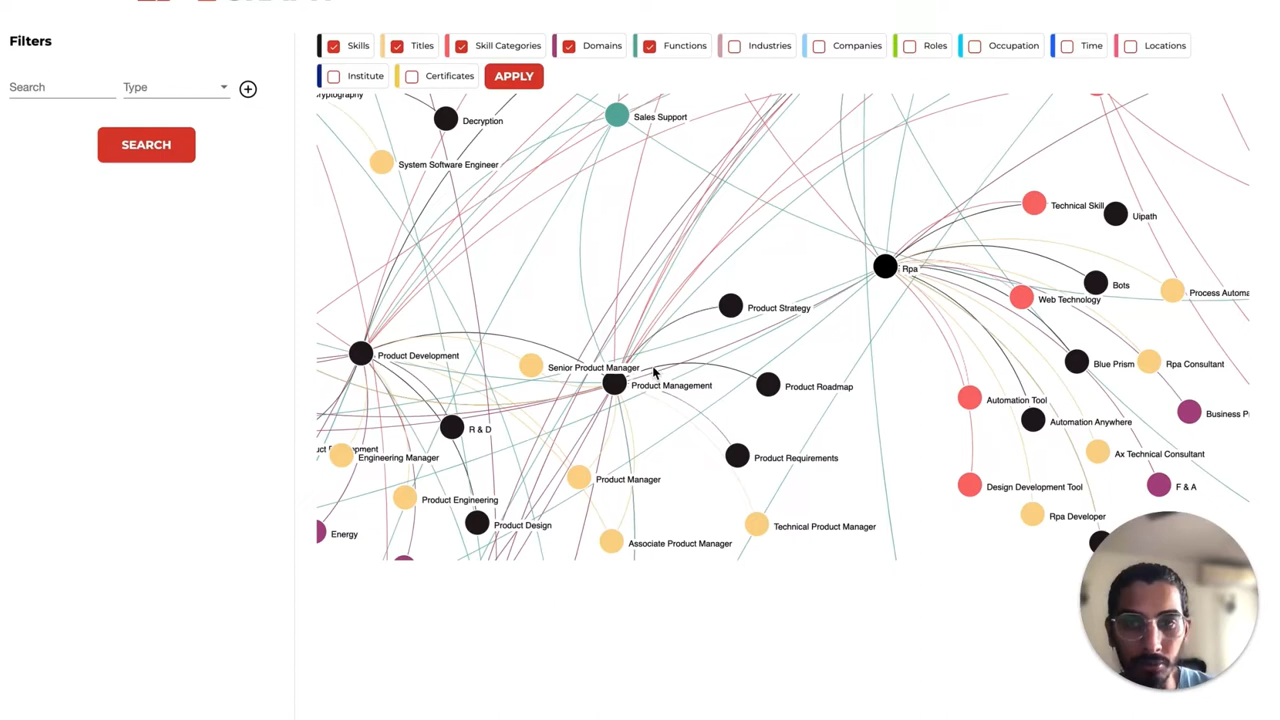 Filters
Skills
Titles
Skill Categories
Domains
Functions
Industries
Companies
Roles
Occupation
Time
Locations
Institute
Certificates
APPLY
Search
Type
SEARCH
Decryption
Sales Support
System Software Engineer
Technical Skill
Uipath
Rpa
Bots
Process Automa
Web Technology
Product Strategy
Product Development
Senior Product Manager
Product Management
Product Roadmap
Blue Prism
Rpa Consultant
Automation Tool
Automation Anywhere
Business P
R & D
Engineering Manager
Product Requirements
Ax Technical Consultant
Product Manager
Product Engineering
Design Development Tool
F & A
Rpa Developer
Product Design
Technical Product Manager
Energy
Associate Product Manager